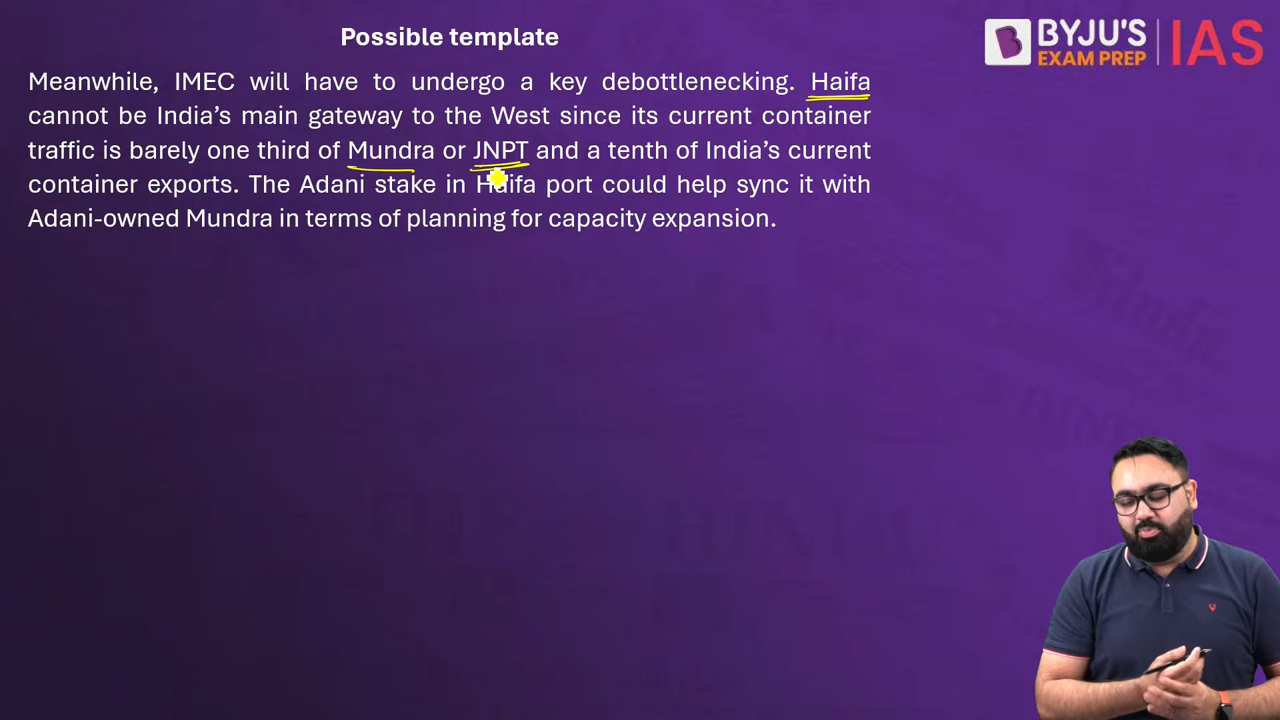 Possible template
BYJU'S
EXAM PREP
IAS
Meanwhile, IMEC will have to undergo a key debottlenecking. Haifa
cannot be India’s main gateway to the West since its current container
traffic is barely one third of Mundra or JNPT and a tenth of India’s current
container exports. The Adani stake in Haifa port could help sync it with
Adani-owned Mundra in terms of planning for capacity expansion.